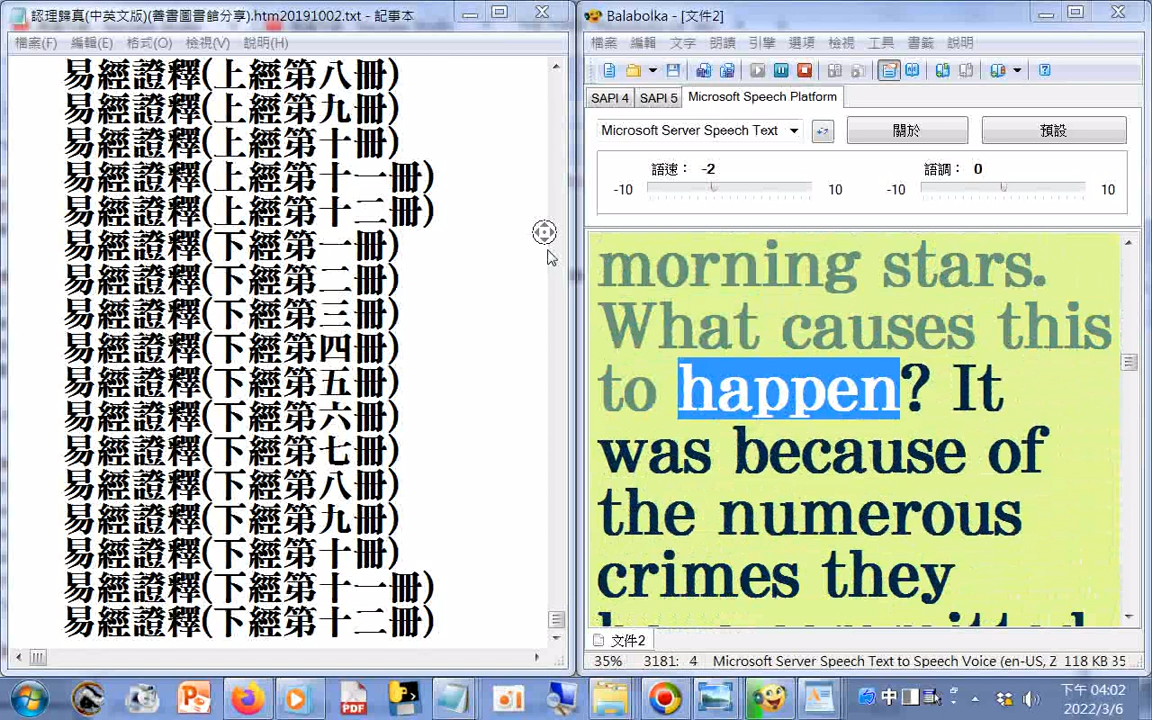 認理歸真(中英文版)(善書圖書館分享).htm20191002.txt - 記事本
檔案(F) 編輯(E) 格式(O) 檢視(V) 說明(H)
易經證釋(上經第八冊)
易經證釋(上經第九冊)
易經證釋(上經第十冊)
易經證釋(上經第十一冊)
易經證釋(上經第十二冊)
易經證釋(下經第一冊)
易經證釋(下經第二冊)
易經證釋(下經第三冊)
易經證釋(下經第四冊)
易經證釋(下經第五冊)
易經證釋(下經第六冊)
易經證釋(下經第七冊)
易經證釋(下經第八冊)
易經證釋(下經第九冊)
易經證釋(下經第十冊)
易經證釋(下經第十一冊)
易經證釋(下經第十二冊)
Balabolka - [文件2]
檔案 編輯 文字 朗讀 引擎 選項 檢視 工具 書籤 說明
SAPI 4 SAPI 5 Microsoft Speech Platform
Microsoft Server Speech Text 關於 預設
語速： -2 語調： 0
-10 10 -10 10
morning stars.
What causes this
to happen? It
was because of
the numerous
crimes they
文件2
35% 3181: 4 Microsoft Server Speech Text to Speech Voice (en-US, Z 118 KB 35
PDF 中 下午 04:02
2022/3/6